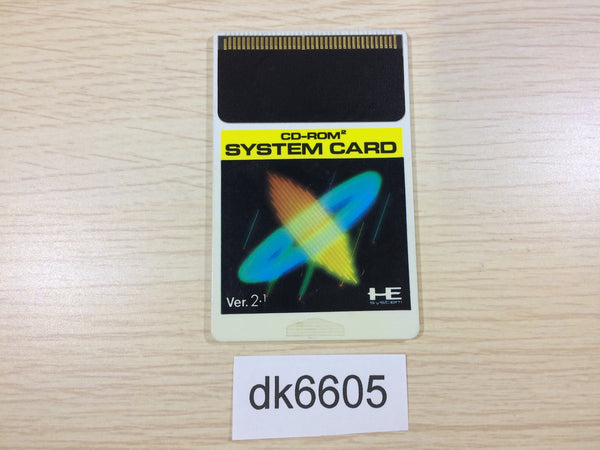 CD-ROM²
SYSTEM CARD
Ver. 2.1
HE
system
dk6605